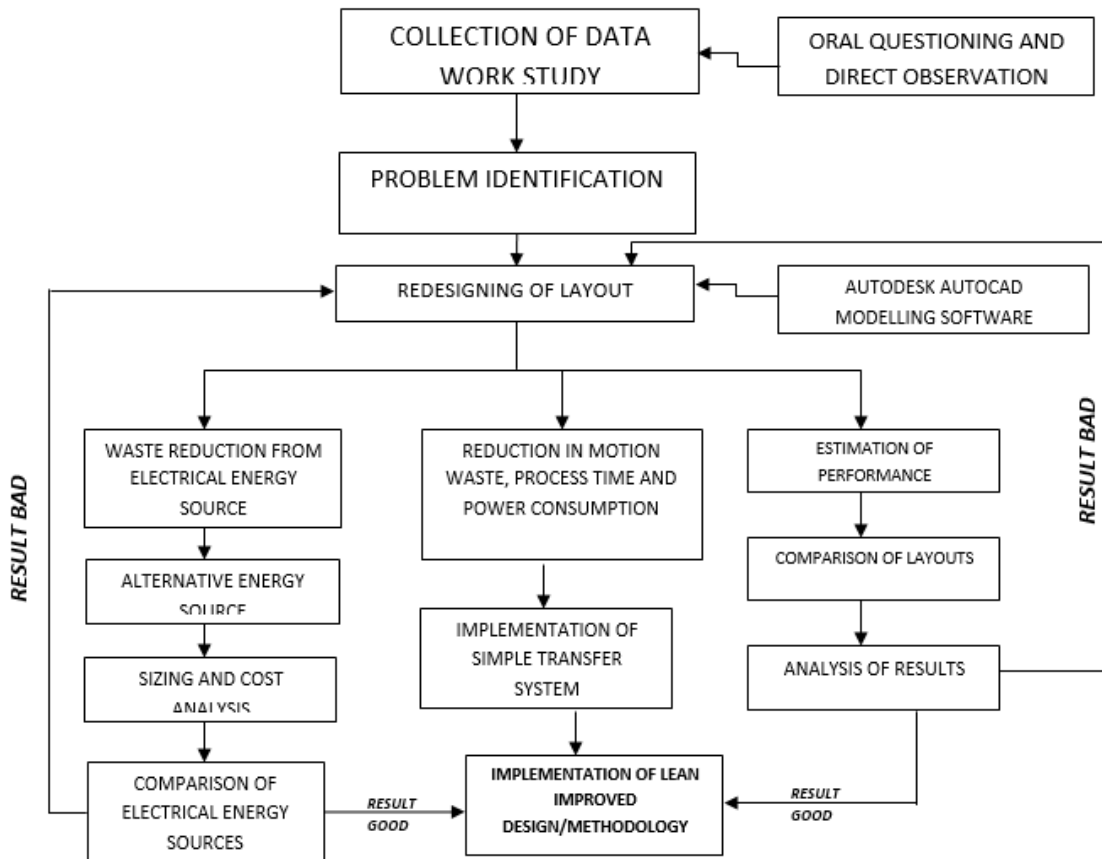 COLLECTION OF DATA
WORK STUDY
ORAL QUESTIONING AND
DIRECT OBSERVATION
PROBLEM IDENTIFICATION
REDESIGNING OF LAYOUT
AUTODESK AUTOCAD
MODELLING SOFTWARE
RESULT BAD
WASTE REDUCTION FROM
ELECTRICAL ENERGY
SOURCE
REDUCTION IN MOTION
WASTE, PROCESS TIME AND
POWER CONSUMPTION
ESTIMATION OF
PERFORMANCE
RESULT BAD
ALTERNATIVE ENERGY
SOURCE
COMPARISON OF LAYOUTS
SIZING AND COST
ANALYSIS
IMPLEMENTATION OF
SIMPLE TRANSFER
SYSTEM
ANALYSIS OF RESULTS
COMPARISON OF
ELECTRICAL ENERGY
SOURCES
RESULT
GOOD
IMPLEMENTATION OF LEAN
IMPROVED
DESIGN/METHODOLOGY
RESULT
GOOD